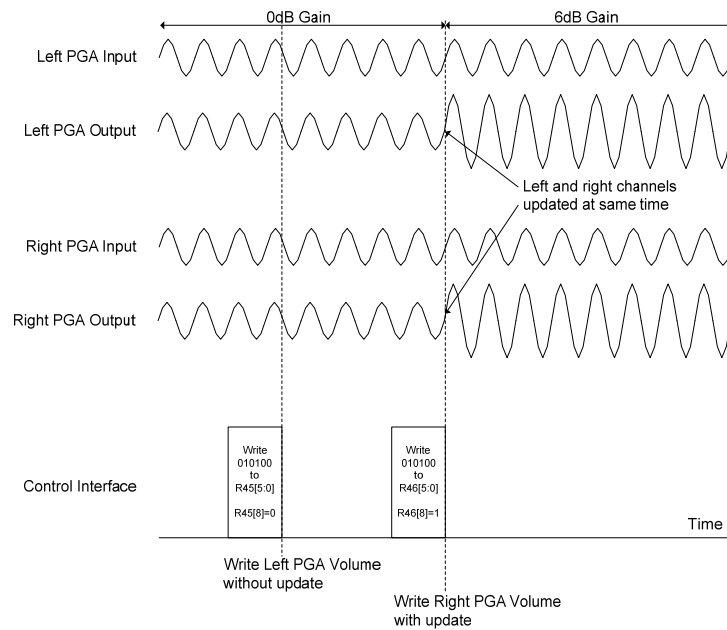 0dB Gain
6dB Gain
Left PGA Input
Left PGA Output
Left and right channels
updated at same time
Right PGA Input
Right PGA Output
Control Interface
Write
010100
to
R45[5:0]
R45[8]=0
Write
010100
to
R46[5:0]
R46[8]=1
Time
Write Left PGA Volume
without update
Write Right PGA Volume
with update